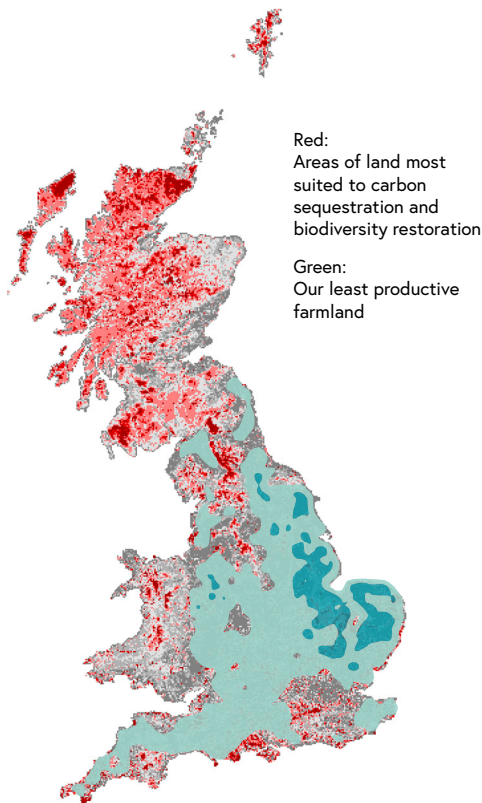 Red:
Areas of land most
suited to carbon
sequestration and
biodiversity restoration
Green:
Our least productive
farmland